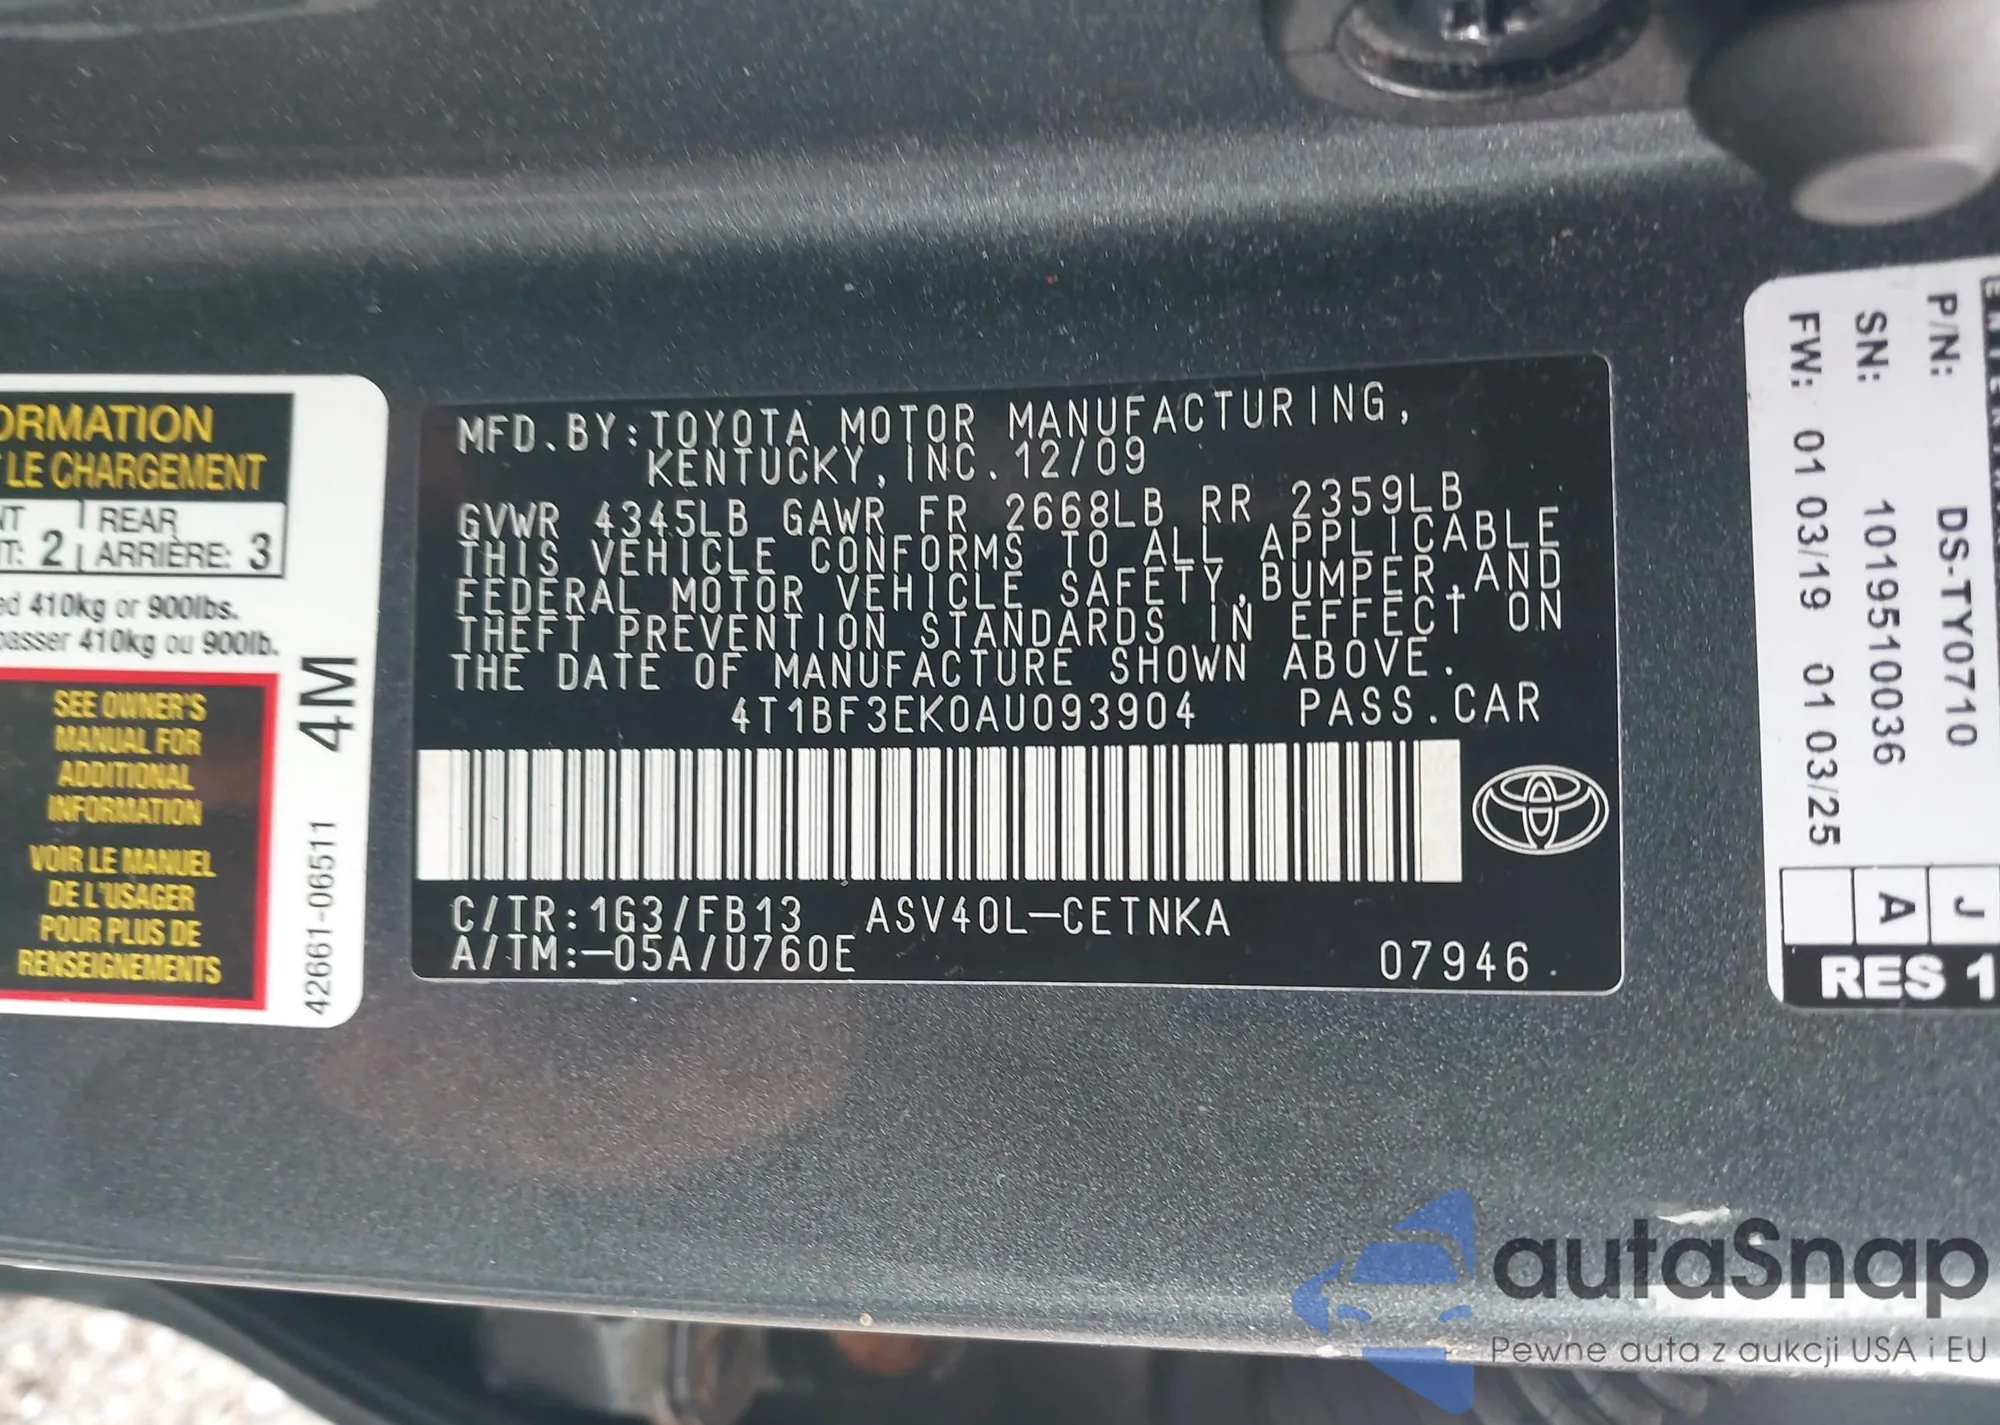 ORMATION
LE CHARGEMENT
NT
REAR
T: 2
ARRIÈRE: 3
ed 410kg or 900lbs.
passer 410kg ou 900lb.
SEE OWNER'S
MANUAL FOR
ADDITIONAL
INFORMATION
VOIR LE MANUEL
DE L'USAGER
POUR PLUS DE
RENSEIGNEMENTS
4M
42661-06511
MFD.BY:TOYOTA MOTOR MANUFACTURING,
KENTUCKY,INC.12/09
GVWR 4345LB GAWR FR 2668LB RR 2359LB
THIS VEHICLE CONFORMS TO ALL APPLICABLE
FEDERAL MOTOR VEHICLE SAFETY,BUMPER,AND
THEFT PREVENTION STANDARDS IN EFFECT ON
THE DATE OF MANUFACTURE SHOWN ABOVE.
4T1BF3EK0AU093904 PASS.CAR
C/TR:1G3/FB13 ASV40L-CETNKA
A/TM:-05A/U760E
07946
P/N: DS-TY0710
SN: 1019510036
FW: 01 03/19 01 03/25
A J
RES 1
autaSnap
Pewne auta z aukcji USA i EU